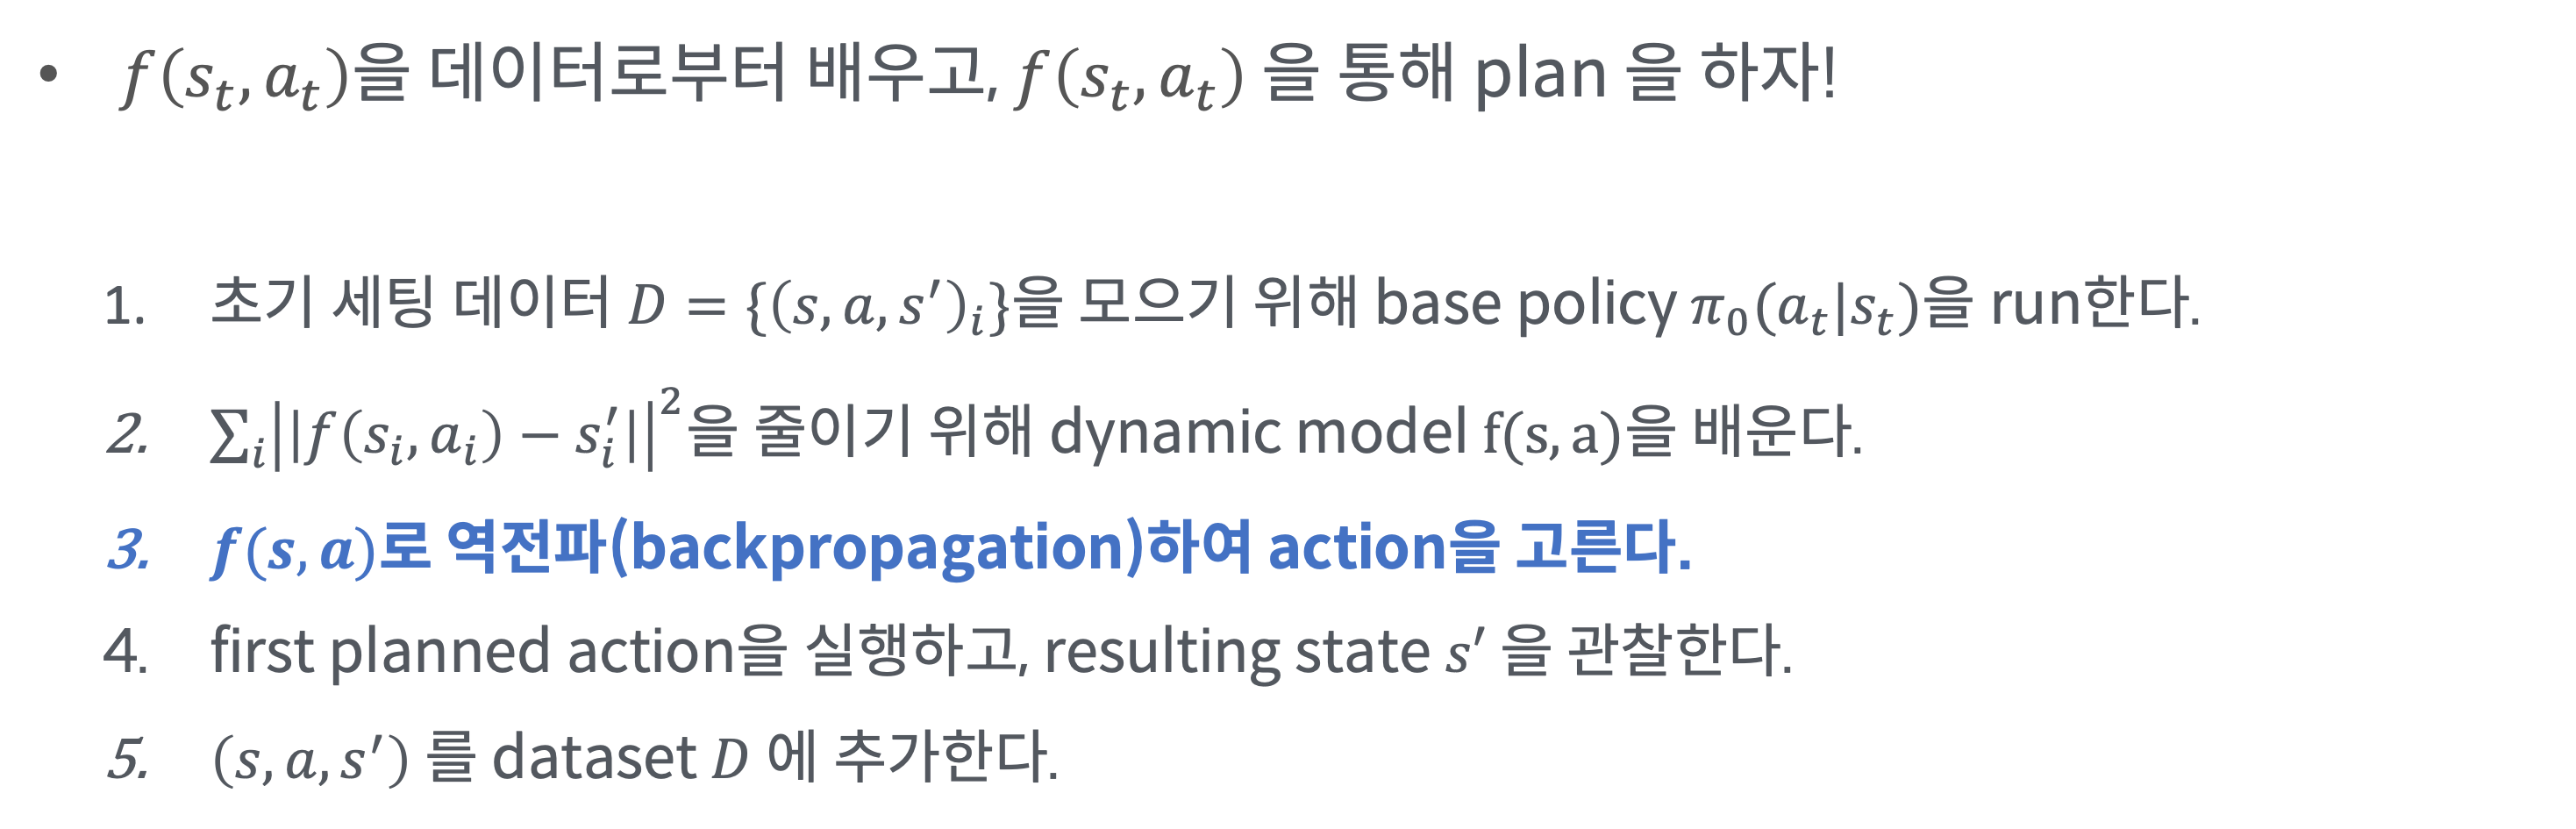 • f(s_t, a_t)을 데이터로부터 배우고, f(s_t, a_t) 을 통해 plan 을 하자!
1. 초기 세팅 데이터 D = {(s, a, s′)_i}을 모으기 위해 base policy π_0(a_t|s_t)을 run한다.
2. ∑_i||f(s_i, a_i) − s′_i||²을 줄이기 위해 dynamic model f(s, a)을 배운다.
3. f(s, a)로 역전파(backpropagation)하여 action을 고른다.
4. first planned action을 실행하고, resulting state s′ 을 관찰한다.
5. (s, a, s′) 를 dataset D 에 추가한다.